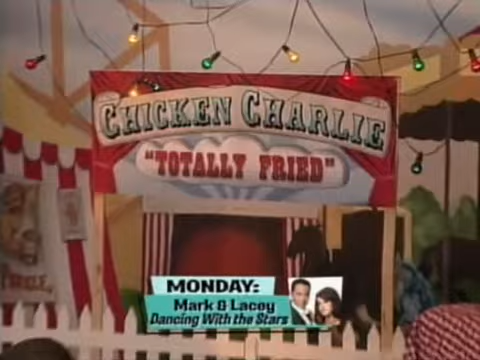 CHICKEN CHARLIE
"TOTALLY FRIED"
MONDAY:
Mark & Lacey
Dancing With the Stars